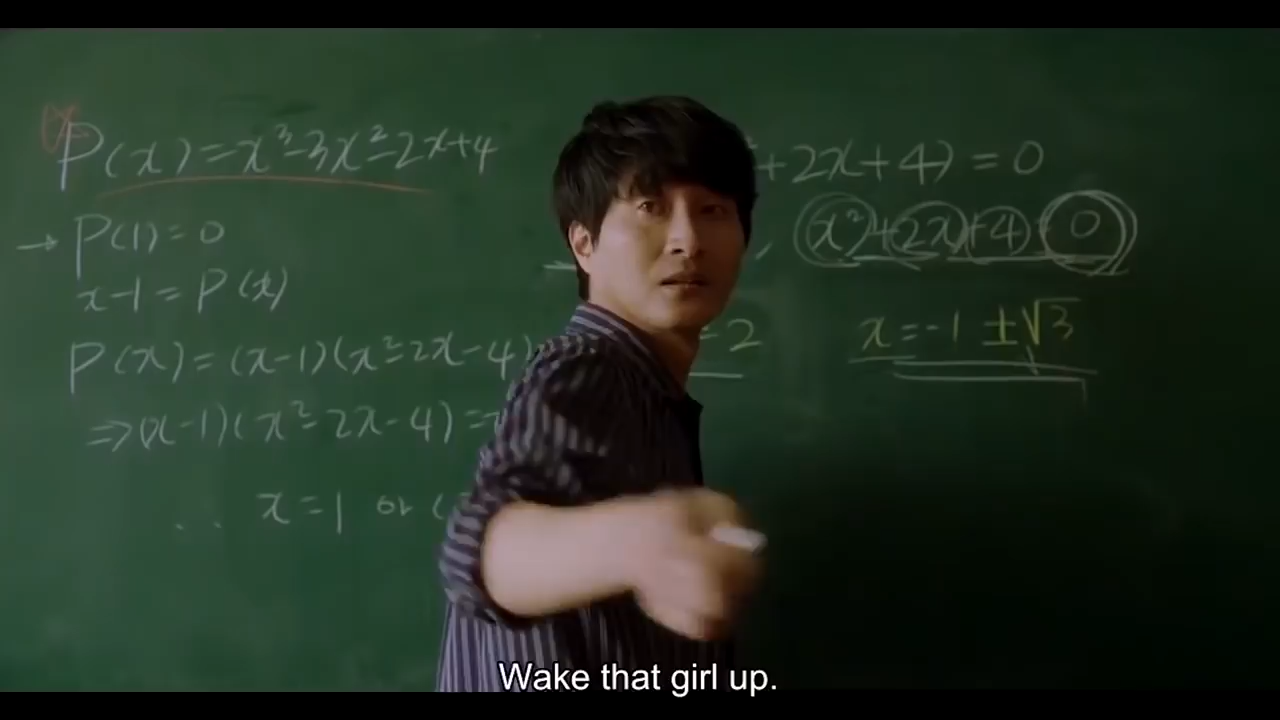 P(x)=x³-3x²-2x+4
→ P(1)=0
x-1=P(x)
P(x)=(x-1)(x²-2x-4)
⇒(x-1)(x²-2x-4)=
∴ x=1 or (
+2x+4)=0
, (x²+2x+4=0)
=2
x=-1±√3
Wake that girl up.